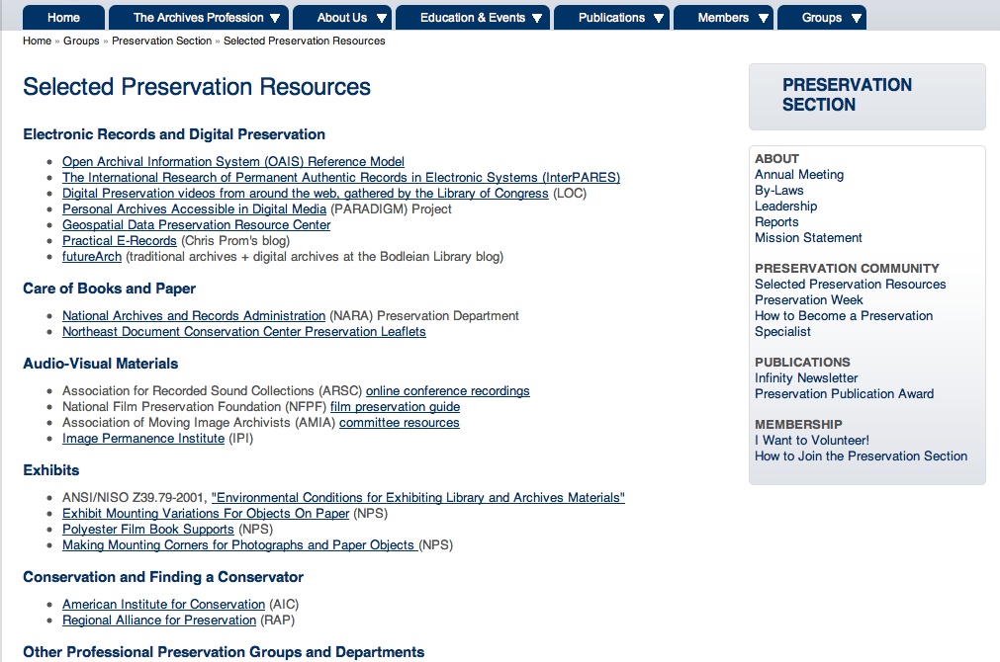 Home The Archives Profession About Us Education & Events Publications Members Groups
Home » Groups » Preservation Section » Selected Preservation Resources
Selected Preservation Resources
Electronic Records and Digital Preservation
Open Archival Information System (OAIS) Reference Model
The International Research of Permanent Authentic Records in Electronic Systems (InterPARES)
Digital Preservation videos from around the web, gathered by the Library of Congress (LOC)
Personal Archives Accessible in Digital Media (PARADIGM) Project
Geospatial Data Preservation Resource Center
Practical E-Records (Chris Prom's blog)
futureArch (traditional archives + digital archives at the Bodleian Library blog)
Care of Books and Paper
National Archives and Records Administration (NARA) Preservation Department
Northeast Document Conservation Center Preservation Leaflets
Audio-Visual Materials
Association for Recorded Sound Collections (ARSC) online conference recordings
National Film Preservation Foundation (NFPF) film preservation guide
Association of Moving Image Archivists (AMIA) committee resources
Image Permanence Institute (IPI)
Exhibits
ANSI/NISO Z39.79-2001, "Environmental Conditions for Exhibiting Library and Archives Materials"
Exhibit Mounting Variations For Objects On Paper (NPS)
Polyester Film Book Supports (NPS)
Making Mounting Corners for Photographs and Paper Objects (NPS)
Conservation and Finding a Conservator
American Institute for Conservation (AIC)
Regional Alliance for Preservation (RAP)
Other Professional Preservation Groups and Departments
PRESERVATION
SECTION
ABOUT
Annual Meeting
By-Laws
Leadership
Reports
Mission Statement
PRESERVATION COMMUNITY
Selected Preservation Resources
Preservation Week
How to Become a Preservation
Specialist
PUBLICATIONS
Infinity Newsletter
Preservation Publication Award
MEMBERSHIP
I Want to Volunteer!
How to Join the Preservation Section